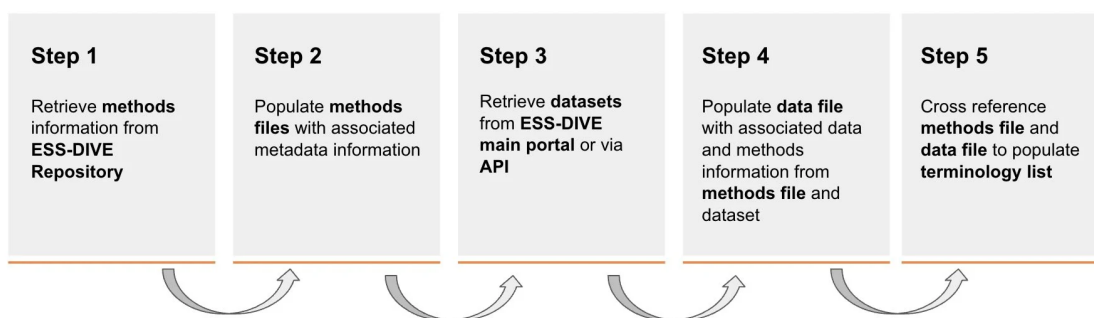 Step 1
Retrieve methods
information from
ESS-DIVE
Repository
Step 2
Populate methods
files with associated
metadata information
Step 3
Retrieve datasets
from ESS-DIVE
main portal or via
API
Step 4
Populate data file
with associated data
and methods
information from
methods file and
dataset
Step 5
Cross reference
methods file and
data file to populate
terminology list